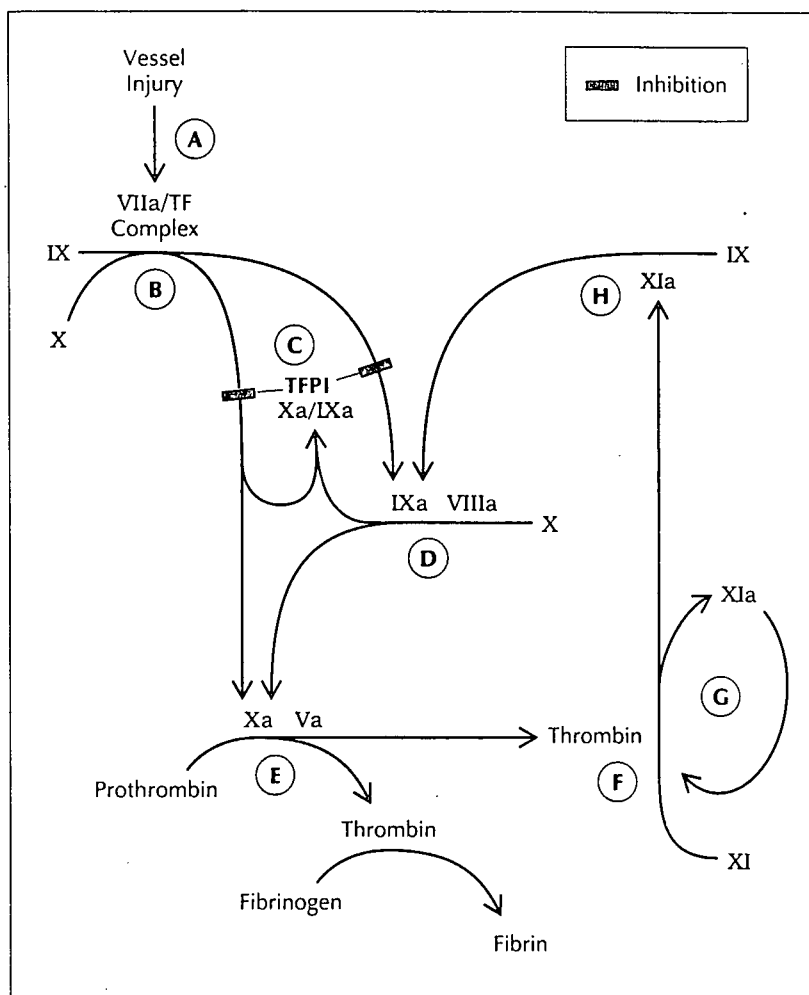 Vessel
Injury
Inhibition
A
VIIa/TF
Complex
IX
IX
B
H
XIa
X
C
TFPI
Xa/IXa
IXa VIIIa
X
D
XIa
G
Xa Va
Thrombin
E
F
Prothrombin
Thrombin
XI
Fibrinogen
Fibrin